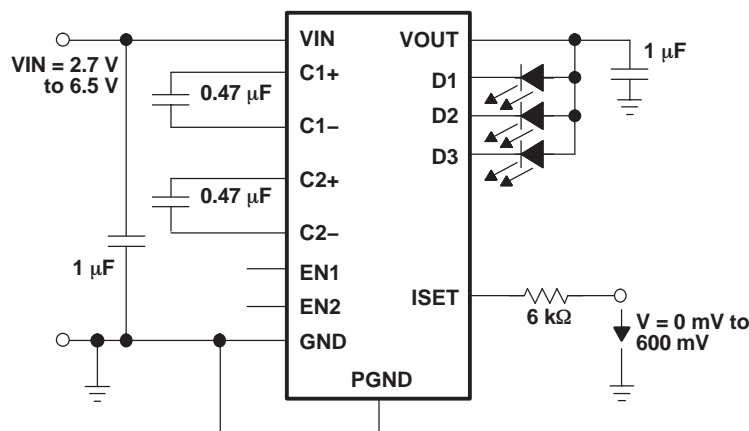 VIN
VOUT
1 μF
VIN = 2.7 V
to 6.5 V
C1+
D1
0.47 μF
D2
C1−
D3
C2+
0.47 μF
C2−
1 μF
EN1
ISET
EN2
6 kΩ
V = 0 mV to
600 mV
GND
PGND